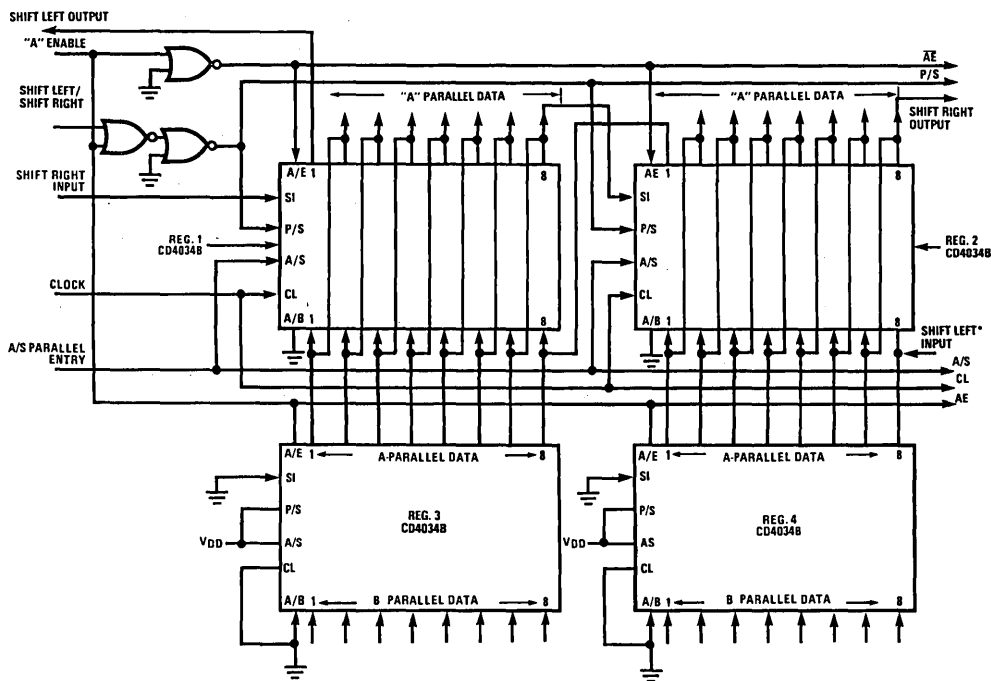 SHIFT LEFT OUTPUT
"A" ENABLE
AE
P/S
SHIFT LEFT/
SHIFT RIGHT
"A" PARALLEL DATA
"A" PARALLEL DATA
SHIFT RIGHT
OUTPUT
A/E 1
8
AE 1
8
SHIFT RIGHT
INPUT
SI
SI
P/S
P/S
REG. 1
CD4034B
REG. 2
CD4034B
A/S
A/S
CLOCK
CL
CL
A/B 1
8
A/B 1
8
SHIFT LEFT*
INPUT
A/S PARALLEL
ENTRY
A/S
CL
AE
A/E 1
A-PARALLEL DATA
8
A/E 1
A-PARALLEL DATA
8
SI
SI
P/S
P/S
REG. 3
CD4034B
REG. 4
CD4034B
VDD
A/S
VDD
AS
CL
CL
A/B 1
B PARALLEL DATA
8
A/B 1
B PARALLEL DATA
8